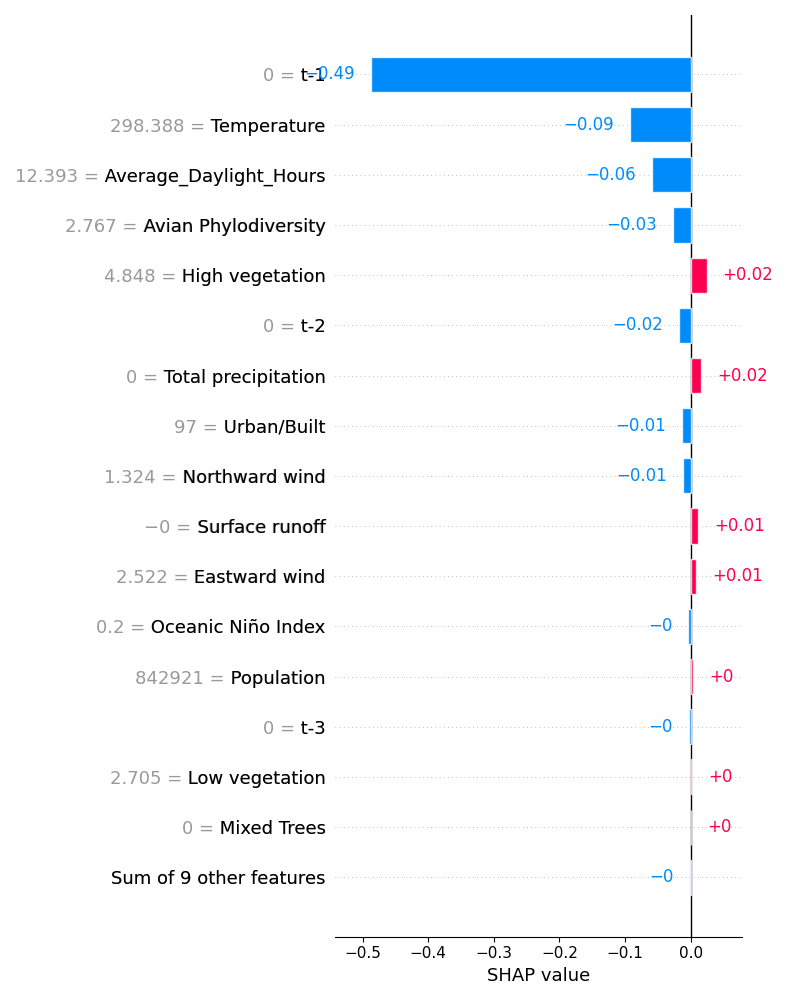 0 = t-1 −0.49
298.388 = Temperature −0.09
12.393 = Average_Daylight_Hours −0.06
2.767 = Avian Phylodiversity −0.03
4.848 = High vegetation +0.02
0 = t-2 −0.02
0 = Total precipitation +0.02
97 = Urban/Built −0.01
1.324 = Northward wind −0.01
−0 = Surface runoff +0.01
2.522 = Eastward wind +0.01
0.2 = Oceanic Niño Index −0
842921 = Population +0
0 = t-3 −0
2.705 = Low vegetation +0
0 = Mixed Trees +0
Sum of 9 other features −0
−0.5 −0.4 −0.3 −0.2 −0.1 0.0
SHAP value